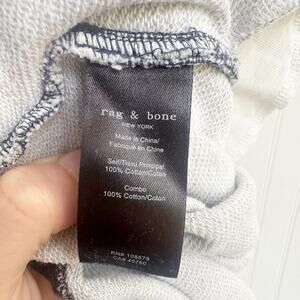 rag & bone
NEW YORK
Made in China/
Fabriqué en Chine
Self/Tissu Principal
100% Cotton/Coton
Combo
100% Cotton/Coton
RN# 108879
CA# 40760